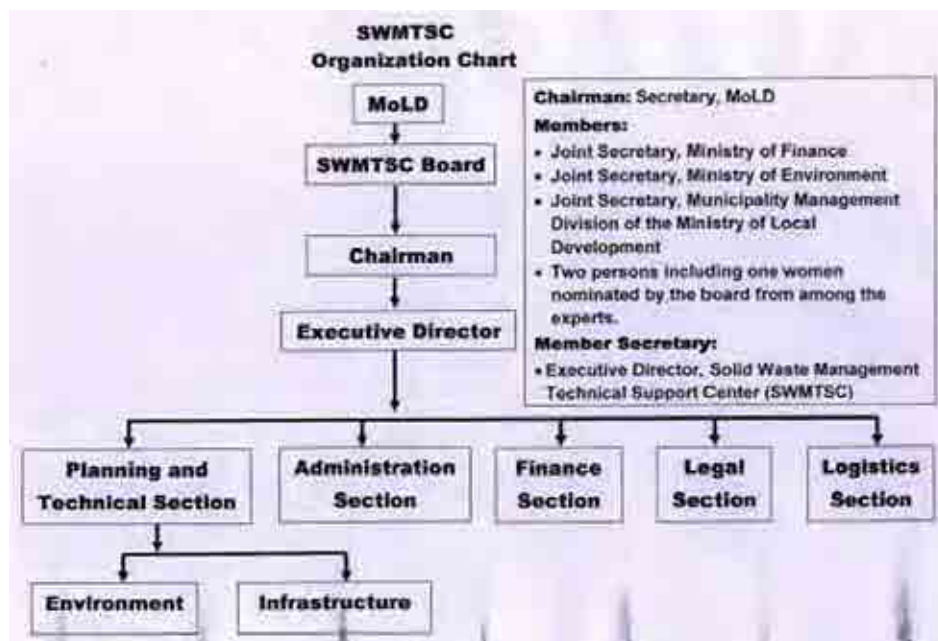 SWMTSC
Organization Chart
MoLD
SWMTSC Board
Chairman
Executive Director
Chairman: Secretary, MoLD
Members:
• Joint Secretary, Ministry of Finance
• Joint Secretary, Ministry of Environment
• Joint Secretary, Municipality Management
Division of the Ministry of Local
Development
• Two persons including one women
nominated by the board from among the
experts.
Member Secretary:
• Executive Director, Solid Waste Management
Technical Support Center (SWMTSC)
Planning and
Technical Section
Administration
Section
Finance
Section
Legal
Section
Logistics
Section
Environment
Infrastructure